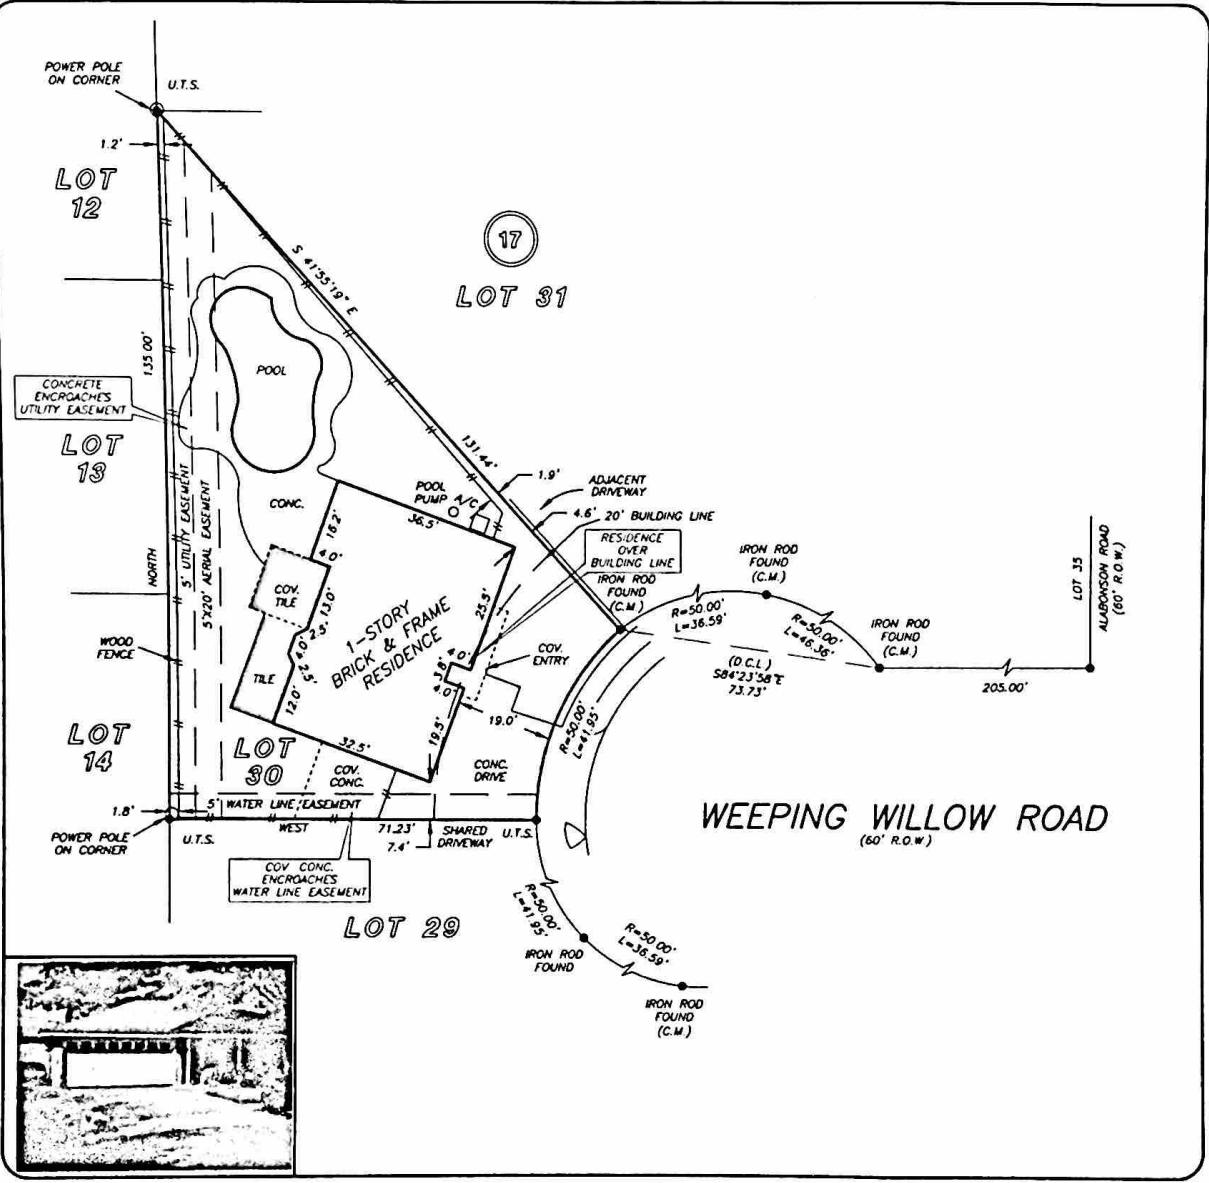 POWER POLE
ON CORNER
U.T.S.
1.2'
LOT
12
17
LOT 31
S 41°55'19" E
135.00'
POOL
CONCRETE
ENCROACHES
UTILITY EASEMENT
LOT
13
131.44'
1.9'
ADJACENT
DRIVEWAY
POOL
PUMP
A/C
4.6'
20' BUILDING LINE
CONC.
16.2'
36.5'
RESIDENCE
OVER
BUILDING LINE
5' UTILITY EASEMENT
5'X20' AERIAL EASEMENT
NORTH
4.0'
IRON ROD
FOUND
(C.M.)
IRON ROD
FOUND
(C.M.)
LOT 35
ALBONSON ROAD
(60' R.O.W.)
COV.
TILE
13.0'
2.5'
4.0'
2.5'
1-STORY
BRICK & FRAME
RESIDENCE
25.5'
R=50.00'
L=36.59'
R=50.00'
L=46.36'
IRON ROD
FOUND
(C.M.)
WOOD
FENCE
COV.
ENTRY
4.0'
3.8'
4.0'
(D.C.L.)
S84°23'58"E
73.73'
205.00'
TILE
12.0'
19.0'
R=50.00'
L=41.95'
LOT
14
LOT
30
32.5'
19.5'
COV.
CONC.
CONC.
DRIVE
1.8'
5' WATER LINE EASEMENT
WEEPING WILLOW ROAD
(60' R.O.W.)
POWER POLE
ON CORNER
U.T.S.
WEST
71.23'
7.4'
SHARED
DRIVEWAY
U.T.S.
COV. CONC.
ENCROACHES
WATER LINE EASEMENT
LOT 29
R=50.00'
L=41.95'
R=50.00'
L=36.59'
IRON ROD
FOUND
IRON ROD
FOUND
(C.M.)